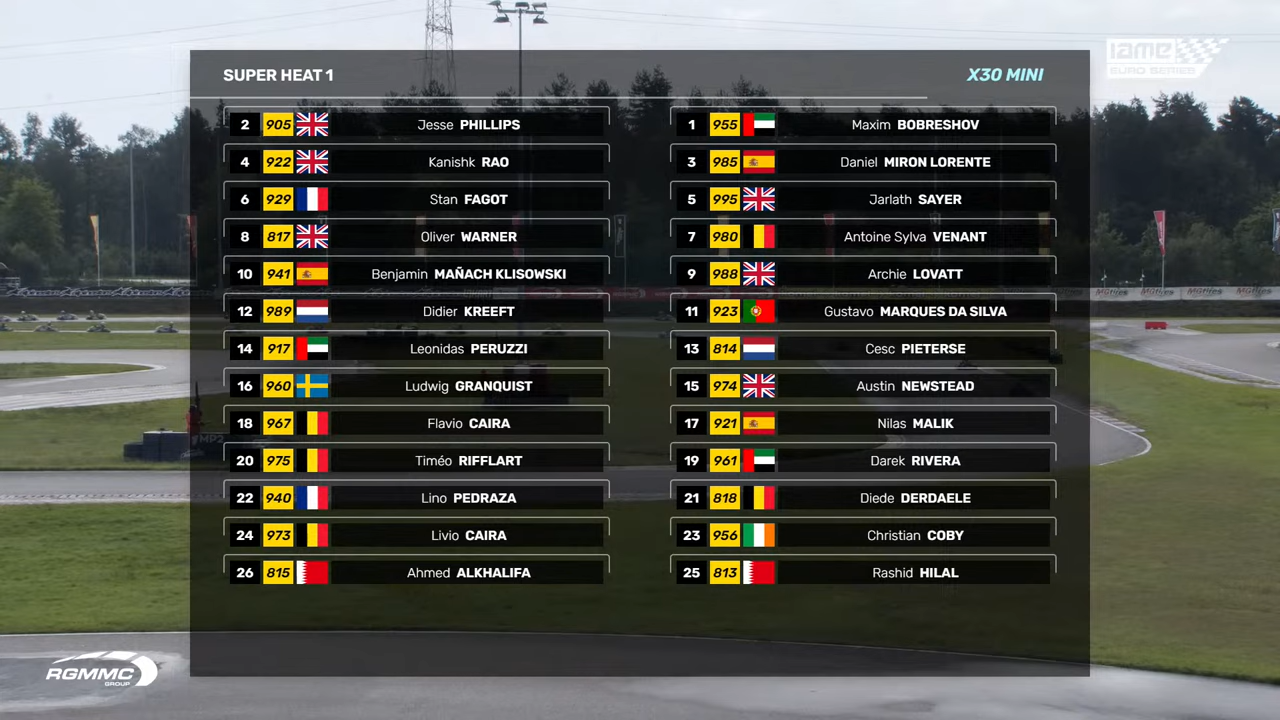 SUPER HEAT 1
X30 MINI
iame
EURO SERIES
2 905 Jesse PHILLIPS
1 955 Maxim BOBRESHOV
4 922 Kanishk RAO
3 985 Daniel MIRON LORENTE
6 929 Stan FAGOT
5 995 Jarlath SAYER
8 817 Oliver WARNER
7 980 Antoine Sylva VENANT
10 941 Benjamin MAÑACH KLISOWSKI
9 988 Archie LOVATT
12 989 Didier KREEFT
11 923 Gustavo MARQUES DA SILVA
14 917 Leonidas PERUZZI
13 814 Cesc PIETERSE
16 960 Ludwig GRANQUIST
15 974 Austin NEWSTEAD
18 967 Flavio CAIRA
17 921 Nilas MALIK
20 975 Timéo RIFFLART
19 961 Darek RIVERA
22 940 Lino PEDRAZA
21 818 Diede DERDAELE
24 973 Livio CAIRA
23 956 Christian COBY
26 815 Ahmed ALKHALIFA
25 813 Rashid HILAL
MP2
RGMMC
GROUP